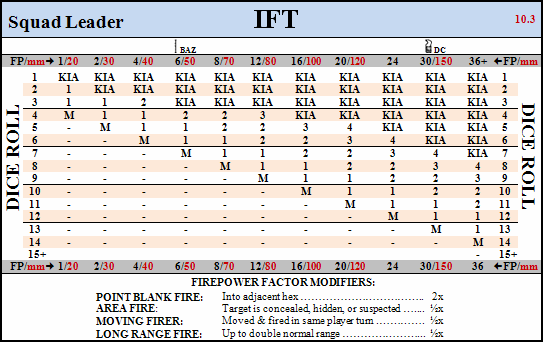 Squad Leader IFT 10.3
BAZ DC
FP/mm→ 1/20 2/30 4/40 6/50 8/70 12/80 16/100 20/120 24 30/150 36+ ←FP/mm
DICE ROLL
1 KIA KIA KIA KIA KIA KIA KIA KIA KIA KIA KIA 1
2 1 KIA KIA KIA KIA KIA KIA KIA KIA KIA KIA 2
3 1 1 2 KIA KIA KIA KIA KIA KIA KIA KIA 3
4 M 1 1 2 2 3 KIA KIA KIA KIA KIA 4
5 - M 1 1 2 2 3 4 KIA KIA KIA 5
6 - - M 1 1 2 2 3 4 KIA KIA 6
7 - - - M 1 1 2 2 3 4 KIA 7
8 - - - - M 1 1 2 2 3 4 8
9 - - - - - M 1 1 2 2 3 9
10 - - - - - - M 1 1 2 2 10
11 - - - - - - - M 1 1 2 11
12 - - - - - - - - M 1 1 12
13 - - - - - - - - - M 1 13
14 - - - - - - - - - - M 14
15+ - 15+
DICE ROLL
FP/mm→ 1/20 2/30 4/40 6/50 8/70 12/80 16/100 20/120 24 30/150 36 ←FP/mm
FIREPOWER FACTOR MODIFIERS:
POINT BLANK FIRE: Into adjacent hex ................................ 2x
AREA FIRE: Target is concealed, hidden, or suspected ...... ½x
MOVING FIRER: Moved & fired in same player turn ............ ½x
LONG RANGE FIRE: Up to double normal range ..................... ½x